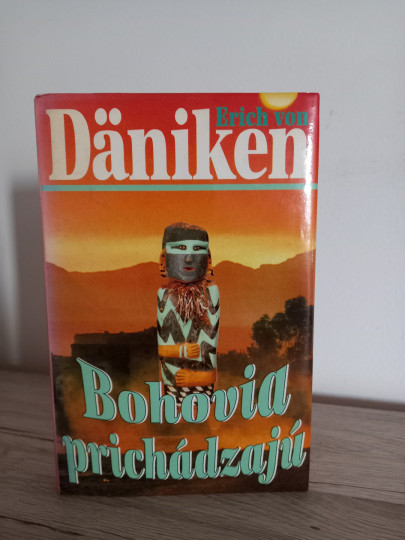 Erich von
Däniken
Bohovia
prichádzajú